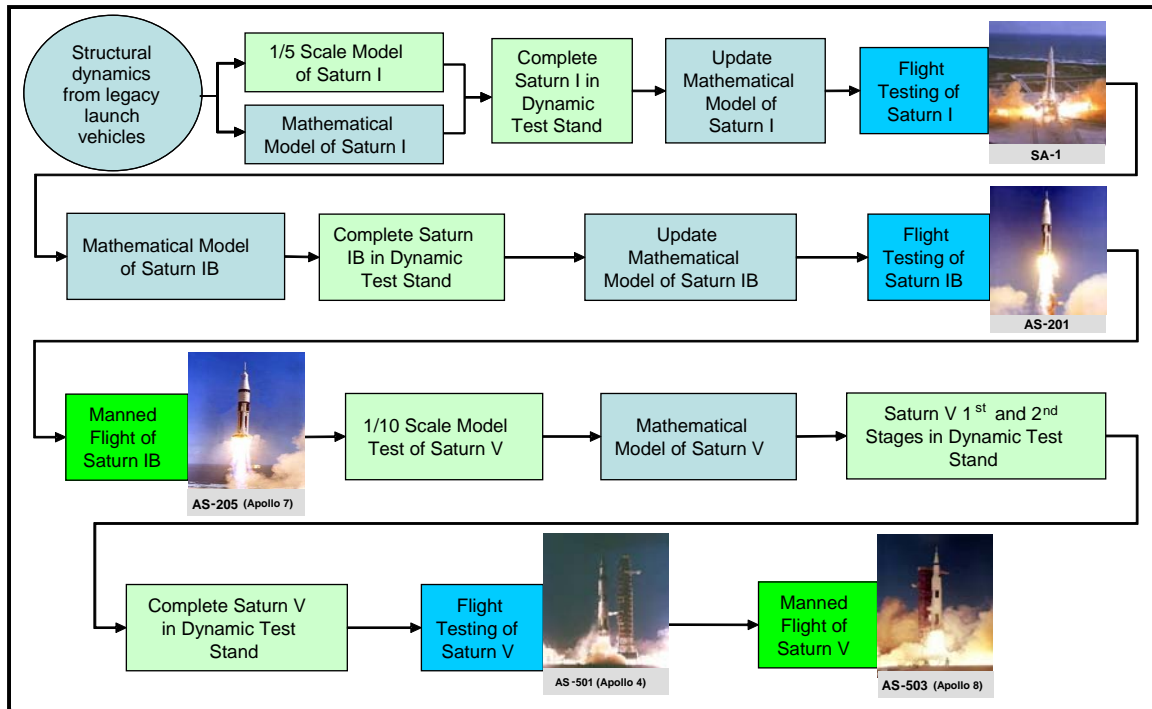 Structural
dynamics
from legacy
launch
vehicles
1/5 Scale Model
of Saturn I
Mathematical
Model of Saturn I
Complete
Saturn I in
Dynamic
Test Stand
Update
Mathematical
Model of
Saturn I
Flight
Testing of
Saturn I
SA-1
Mathematical Model
of Saturn IB
Complete Saturn
IB in Dynamic
Test Stand
Update
Mathematical
Model of Saturn IB
Flight
Testing of
Saturn IB
AS-201
Manned
Flight of
Saturn IB
AS-205 (Apollo 7)
1/10 Scale Model
Test of Saturn V
Mathematical
Model of Saturn V
Saturn V 1st and 2nd
Stages in Dynamic Test
Stand
Complete Saturn V
in Dynamic Test
Stand
Flight
Testing of
Saturn V
AS-501 (Apollo 4)
Manned
Flight of
Saturn V
AS-503 (Apollo 8)